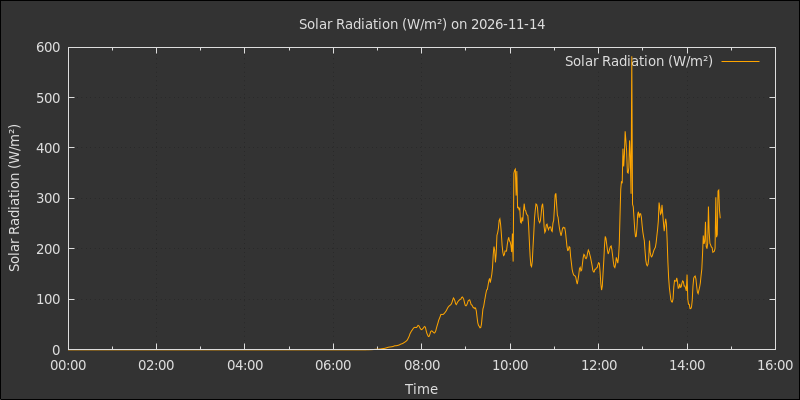 Solar Radiation (W/m²) on 2026-11-14
Solar Radiation (W/m²)
600
500
400
300
200
100
0
Solar Radiation (W/m²)
00:00 02:00 04:00 06:00 08:00 10:00 12:00 14:00 16:00
Time